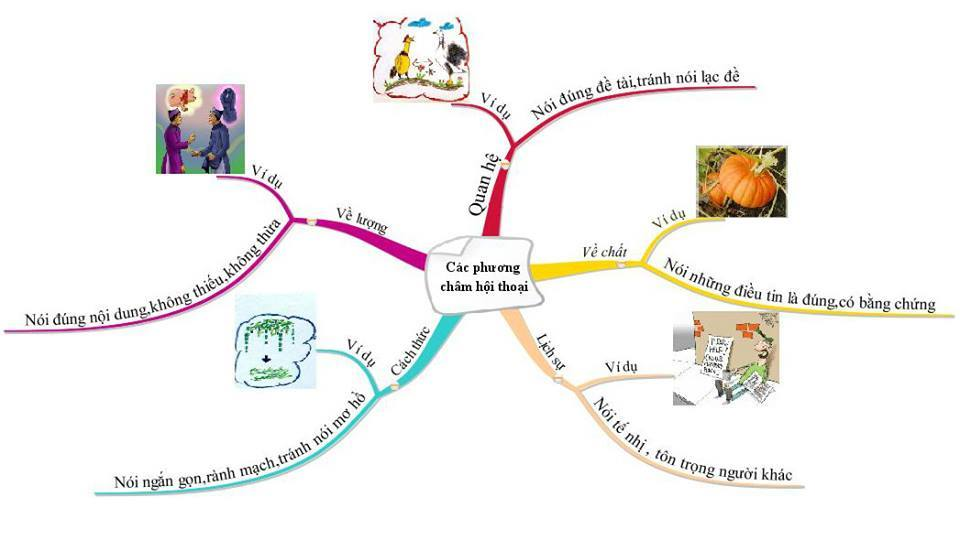 Các phương
châm hội thoại
Quan hệ
Ví dụ
Nói đúng đề tài,tránh nói lạc đề
Về chất
Ví dụ
Nói những điều tin là đúng,có bằng chứng
Lịch sự
Ví dụ
Nói tế nhị , tôn trọng người khác
Cách thức
Ví dụ
Nói ngắn gọn,rành mạch,tránh nói mơ hồ
Về lượng
Ví dụ
Nói đúng nội dung,không thiếu,không thừa